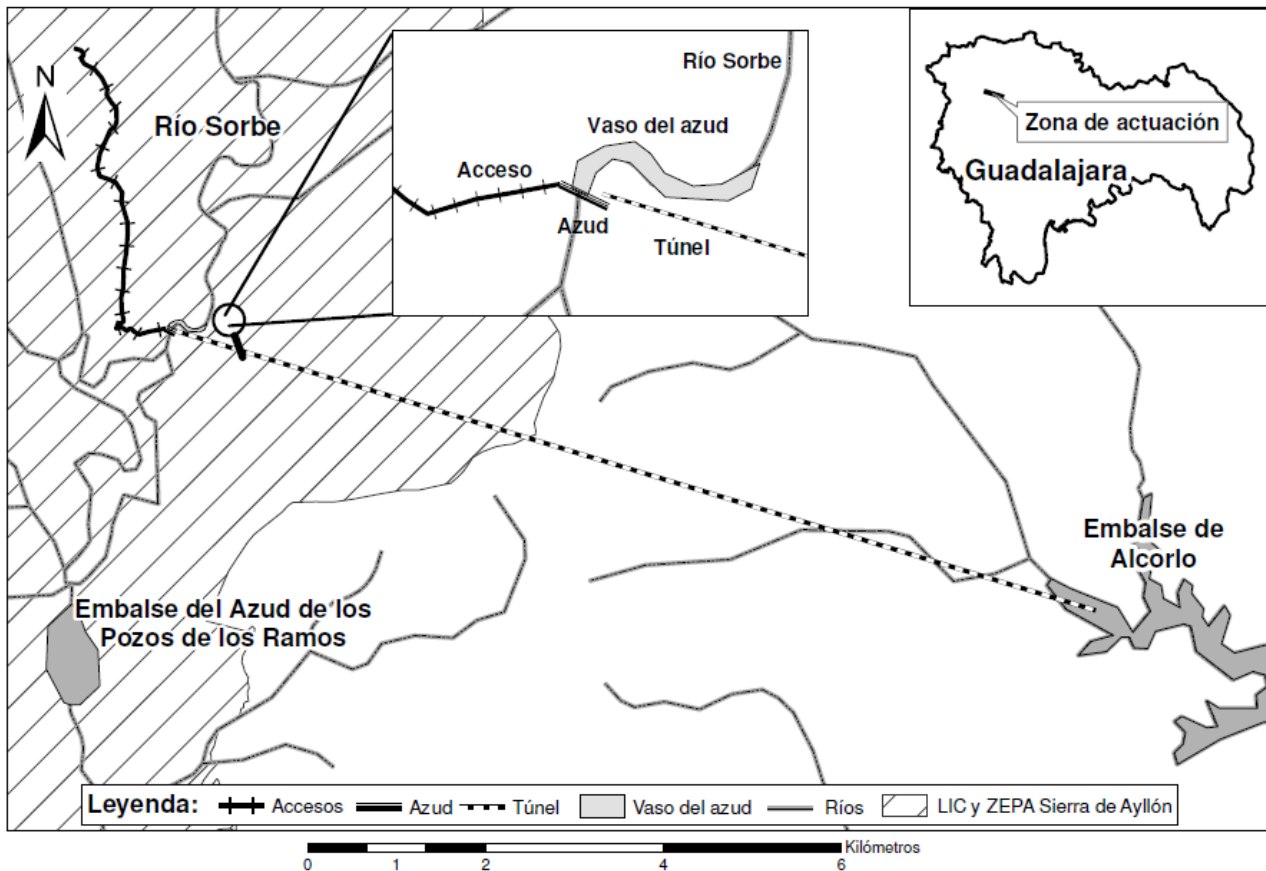 N
Río Sorbe
Río Sorbe
Vaso del azud
Acceso
Azud
Túnel
Zona de actuación
Guadalajara
Embalse de
Alcorlo
Embalse del Azud de los
Pozos de los Ramos
Leyenda: Accesos Azud Túnel Vaso del azud Ríos LIC y ZEPA Sierra de Ayllón
Kilómetros
0 1 2 4 6